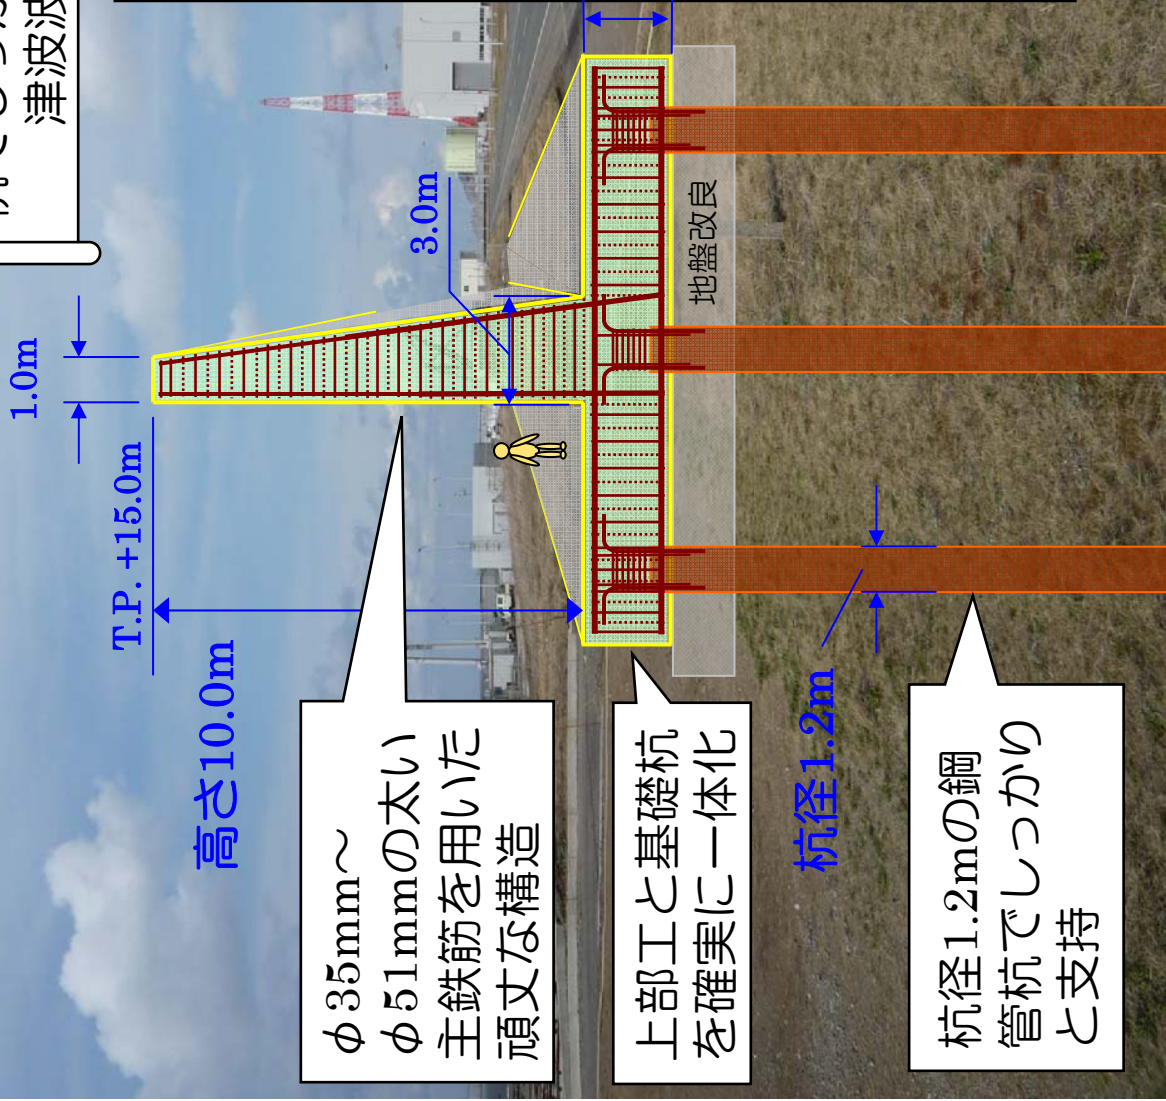 津波波
1.0m
T.P. +15.0m
高さ10.0m
3.0m
地盤改良
φ35mm～
φ51mmの太い
主鉄筋を用いた
頑丈な構造
上部工と基礎杭
を確実に一体化
杭径1.2m
杭径1.2mの鋼
管杭でしっかり
と支持